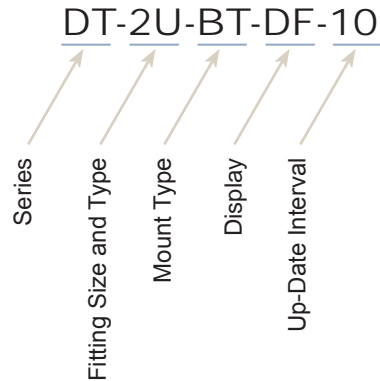 DT-2U-BT-DF-10
Series
Fitting Size and Type
Mount Type
Display
Up-Date Interval